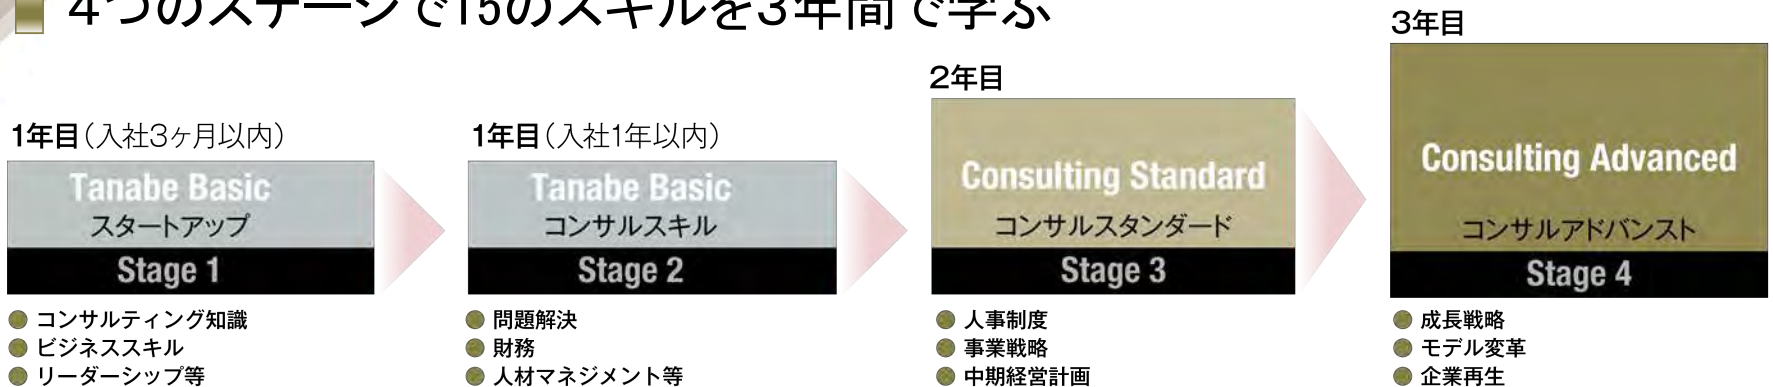 4つのステージで15のスキルを3年間で学ぶ
1年目（入社3ヶ月以内）
Tanabe Basic
スタートアップ
Stage 1
● コンサルティング知識
● ビジネススキル
● リーダーシップ等
1年目（入社1年以内）
Tanabe Basic
コンサルスキル
Stage 2
● 問題解決
● 財務
● 人材マネジメント等
2年目
Consulting Standard
コンサルスタンダード
Stage 3
● 人事制度
● 事業戦略
● 中期経営計画
3年目
Consulting Advanced
コンサルアドバンスト
Stage 4
● 成長戦略
● モデル変革
● 企業再生